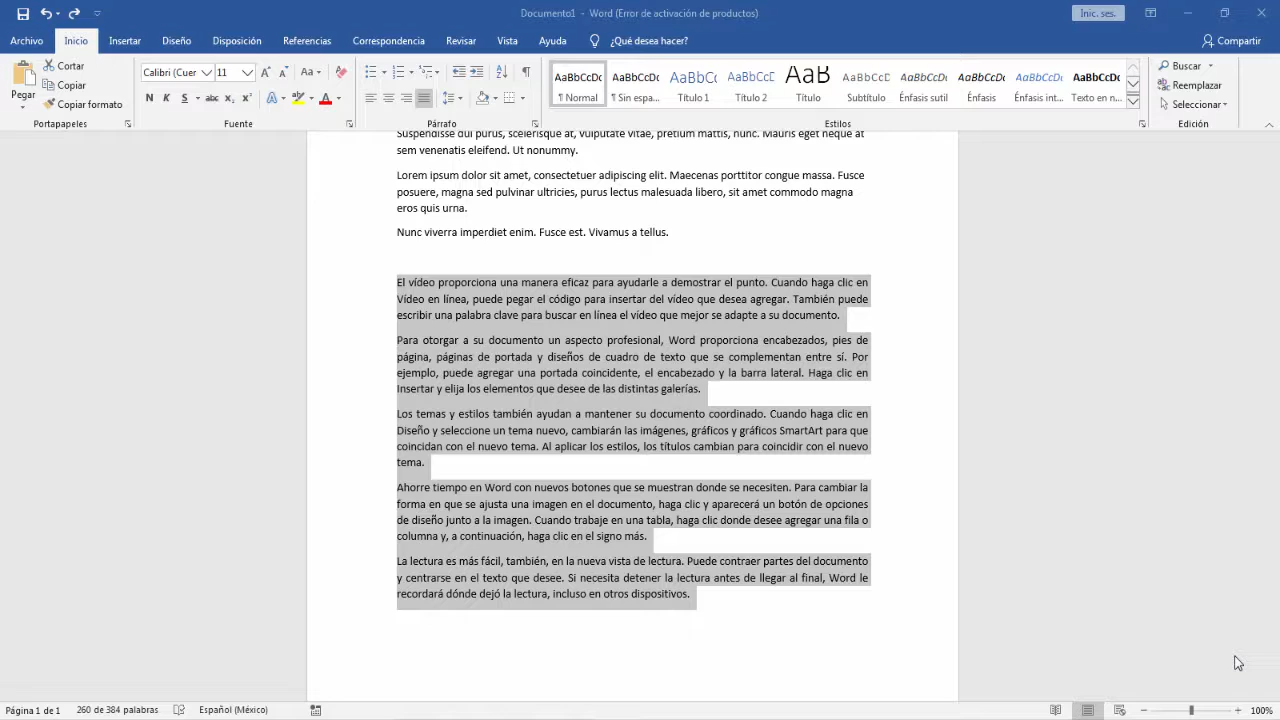 Documento1 - Word (Error de activación de productos)
Inic. ses.
Archivo Inicio Insertar Diseño Disposición Referencias Correspondencia Revisar Vista Ayuda ¿Qué desea hacer? Compartir
Pegar
Cortar
Copiar
Copiar formato
Calibri (Cuer 11
Aa
N K S abc x₂ x²
AaBbCcDc AaBbCcDc AaBbCc AaBbCcD AaB AaBbCcD AaBbCcDc AaBbCcDc AaBbCcDc AaBbCcDc
¶ Normal ¶ Sin espa... Título 1 Título 2 Título Subtítulo Énfasis sutil Énfasis Énfasis int... Texto en n...
Buscar
Reemplazar
Seleccionar
Portapapeles Fuente Párrafo Estilos Edición
Suspendisse dui purus, scelerisque at, vulputate vitae, pretium mattis, nunc. Mauris eget neque at
sem venenatis eleifend. Ut nonummy.
Lorem ipsum dolor sit amet, consectetuer adipiscing elit. Maecenas porttitor congue massa. Fusce
posuere, magna sed pulvinar ultricies, purus lectus malesuada libero, sit amet commodo magna
eros quis urna.
Nunc viverra imperdiet enim. Fusce est. Vivamus a tellus.
El vídeo proporciona una manera eficaz para ayudarle a demostrar el punto. Cuando haga clic en
Vídeo en línea, puede pegar el código para insertar del vídeo que desea agregar. También puede
escribir una palabra clave para buscar en línea el vídeo que mejor se adapte a su documento.
Para otorgar a su documento un aspecto profesional, Word proporciona encabezados, pies de
página, páginas de portada y diseños de cuadro de texto que se complementan entre sí. Por
ejemplo, puede agregar una portada coincidente, el encabezado y la barra lateral. Haga clic en
Insertar y elija los elementos que desee de las distintas galerías.
Los temas y estilos también ayudan a mantener su documento coordinado. Cuando haga clic en
Diseño y seleccione un tema nuevo, cambiarán las imágenes, gráficos y gráficos SmartArt para que
coincidan con el nuevo tema. Al aplicar los estilos, los títulos cambian para coincidir con el nuevo
tema.
Ahorre tiempo en Word con nuevos botones que se muestran donde se necesiten. Para cambiar la
forma en que se ajusta una imagen en el documento, haga clic y aparecerá un botón de opciones
de diseño junto a la imagen. Cuando trabaje en una tabla, haga clic donde desee agregar una fila o
columna y, a continuación, haga clic en el signo más.
La lectura es más fácil, también, en la nueva vista de lectura. Puede contraer partes del documento
y centrarse en el texto que desee. Si necesita detener la lectura antes de llegar al final, Word le
recordará dónde dejó la lectura, incluso en otros dispositivos.
Página 1 de 1 260 de 384 palabras Español (México) 100%